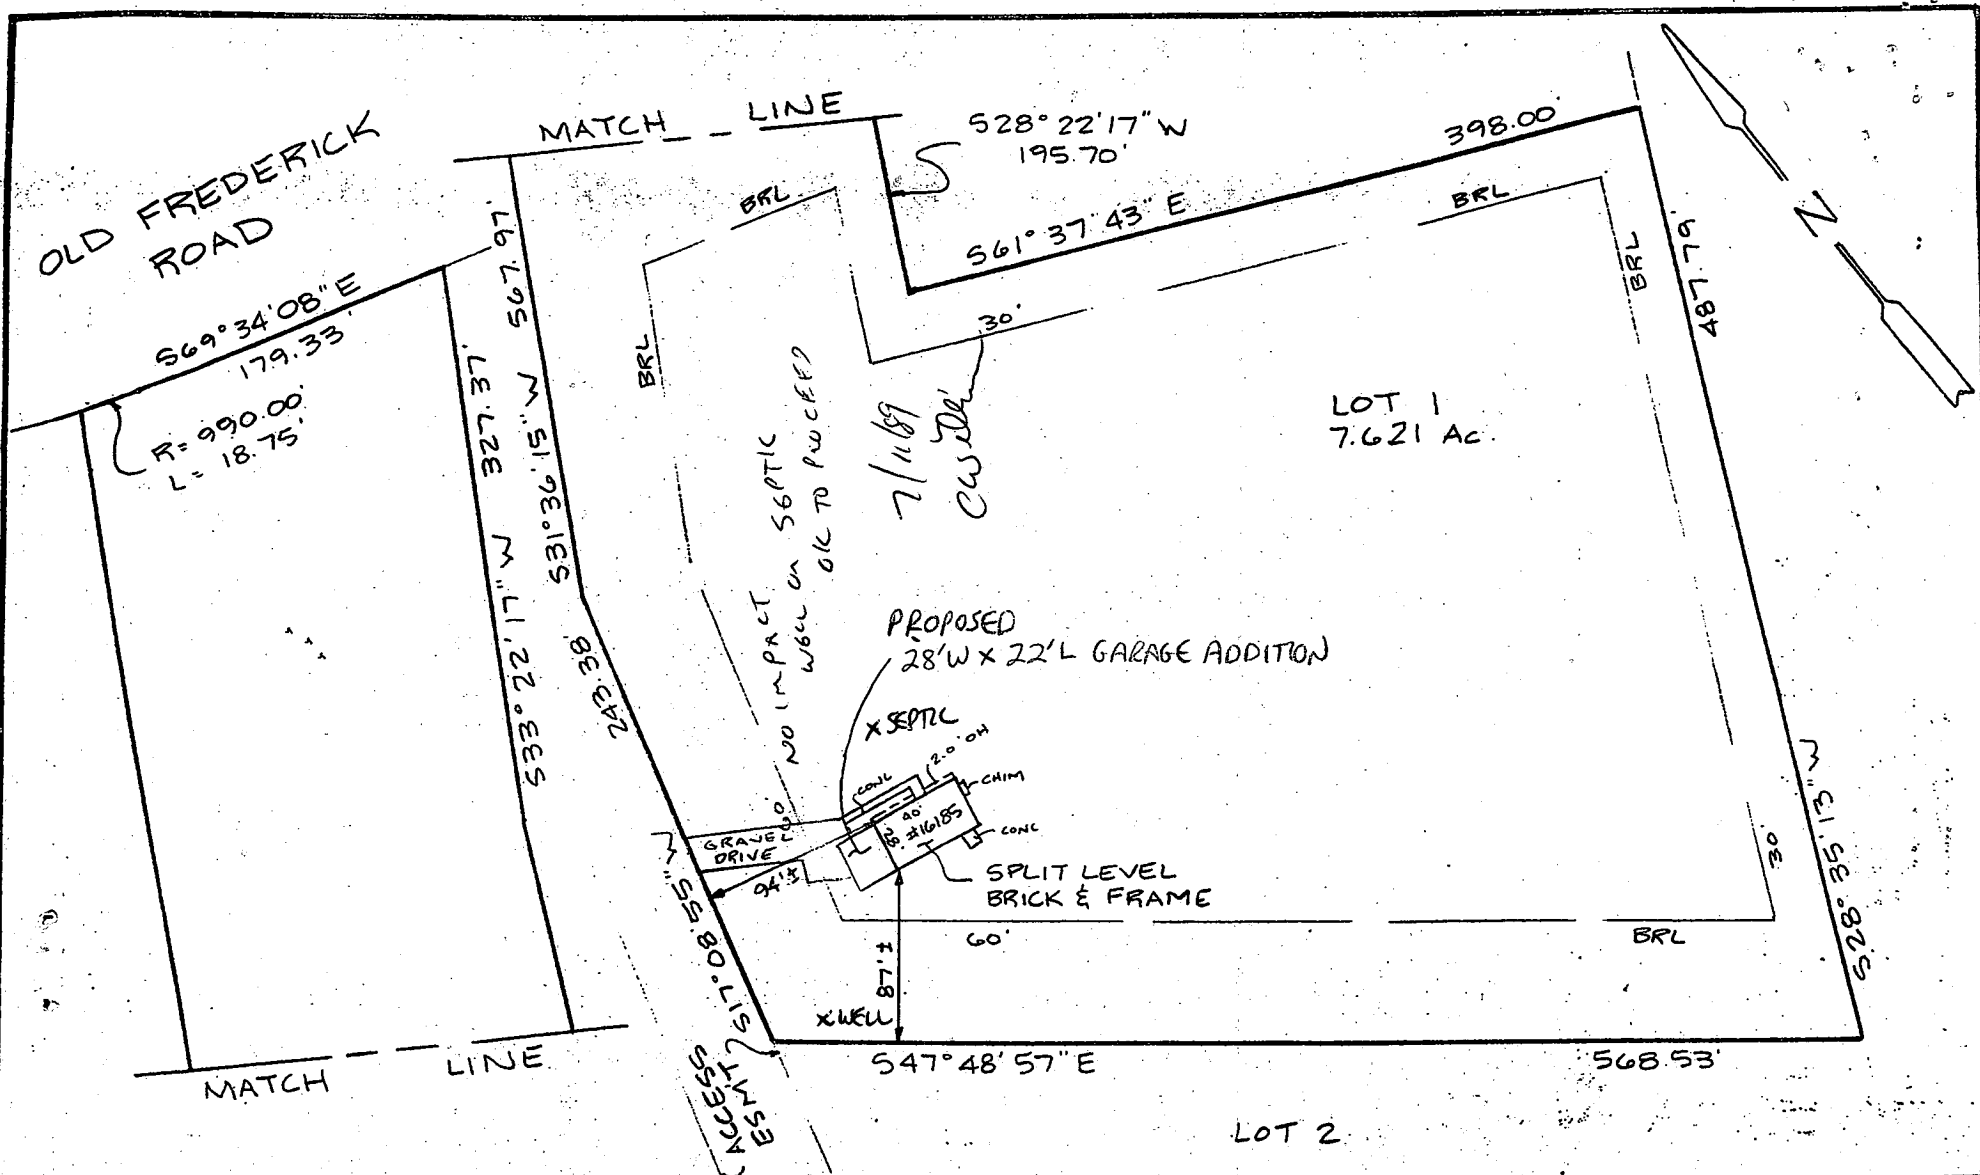 OLD FREDERICK
ROAD
MATCH LINE
S28° 22' 17" W
195.70'
398.00'
S61° 37' 43" E
BRL
BRL
BRL
BRL
30'
487.79'
S28° 35' 13" W
N
S69° 34' 08" E
179.33'
R= 990.00'
L= 18.75'
S33° 22' 17" W 327.37'
S31° 36' 15" W 567.97'
243.38'
S17° 08' 55" W
LOT 1
7.621 Ac.
7/11/89
NO IMPACT
WELL OR SEPTIC
OK TO PROCEED
PROPOSED
28'W X 22'L GARAGE ADDITION
X SEPTIC
CONC
2.0' OH
CHIM
40'
#16185
28'
CONC
GRAVEL
DRIVE
94'±
SPLIT LEVEL
BRICK & FRAME
60'
BRL
30'
87'±
X WELL
S47° 48' 57" E
568.53'
MATCH LINE
ACCESS
ESMT
LOT 2